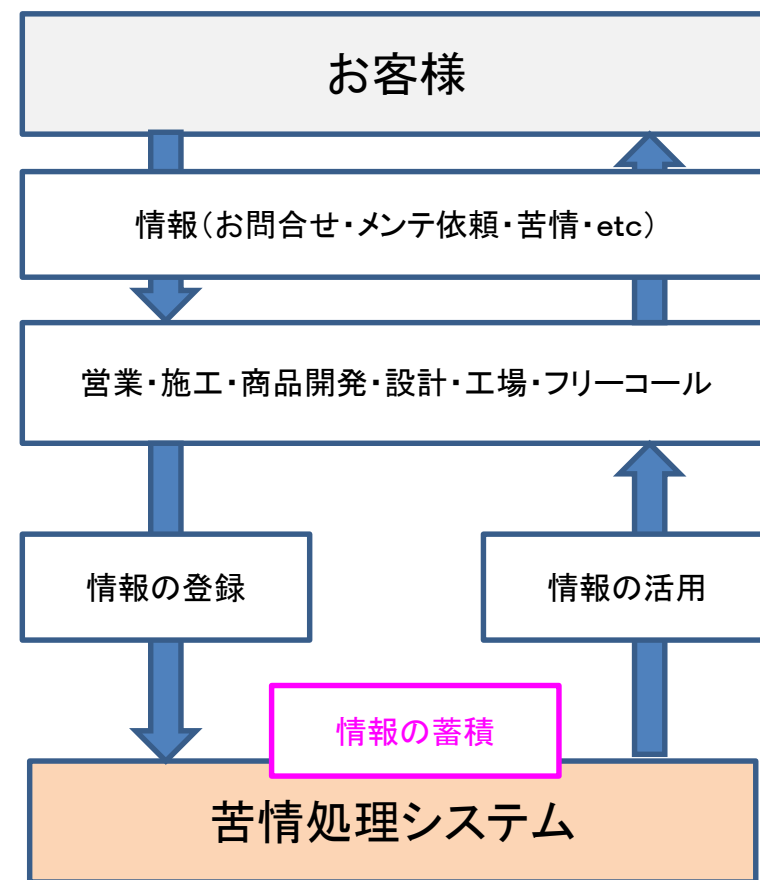 お客様
情報(お問合せ・メンテ依頼・苦情・etc)
営業・施工・商品開発・設計・工場・フリーコール
情報の登録
情報の活用
情報の蓄積
苦情処理システム